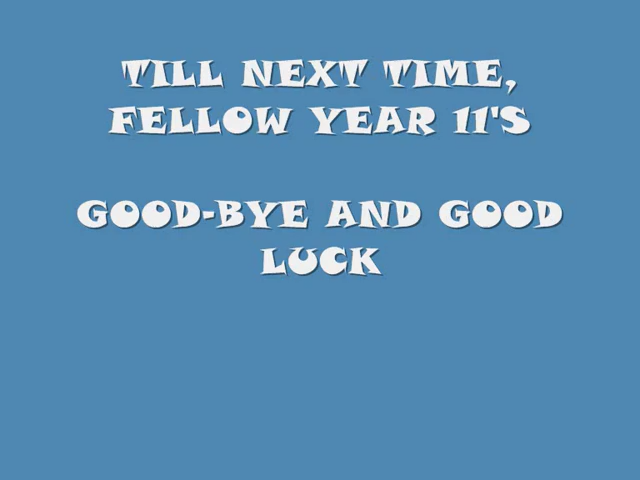 TILL NEXT TIME,
FELLOW YEAR 11'S
GOOD-BYE AND GOOD
LUCK